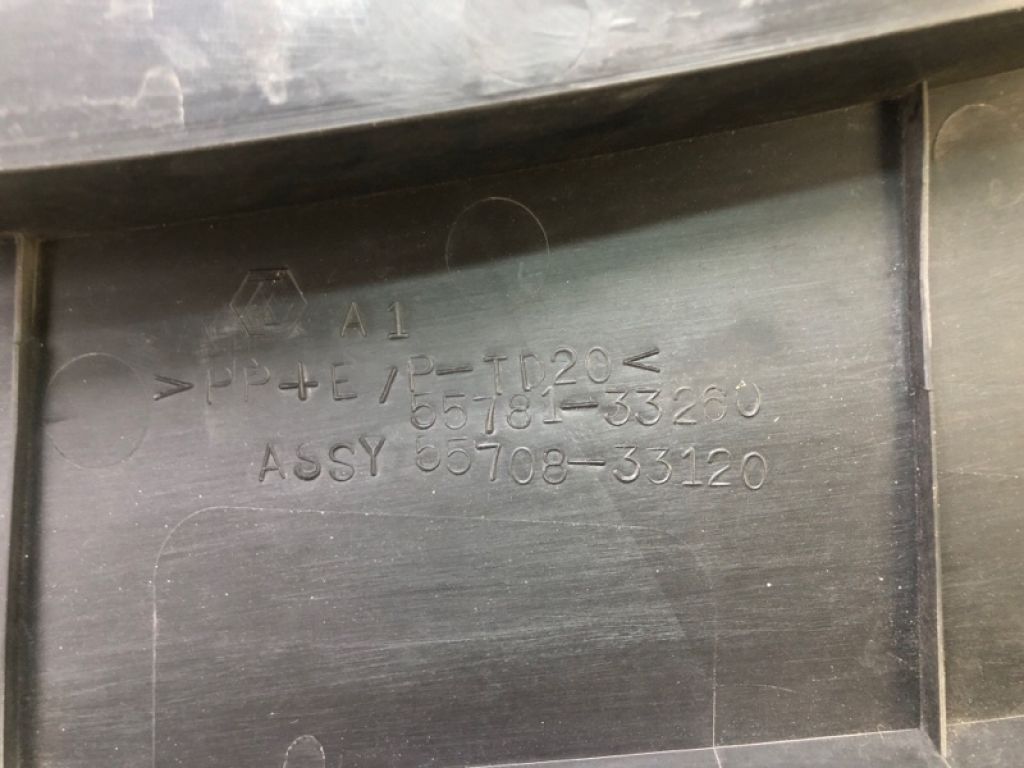 A1
>PP+E/P-TD20<
55781-33260
ASSY 55708-33120